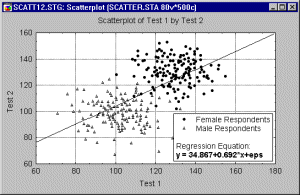 SCATT12.STG: Scatterplot (SCATTER.STA 80v*500c)
Scatterplot of Test 1 by Test 2
160
140
120
100
80
60
Test 2
60 80 100 120 140 160 180
Test 1
Female Respondents
Male Respondents
Regression Equation:
y = 34.867+0.692*x+eps